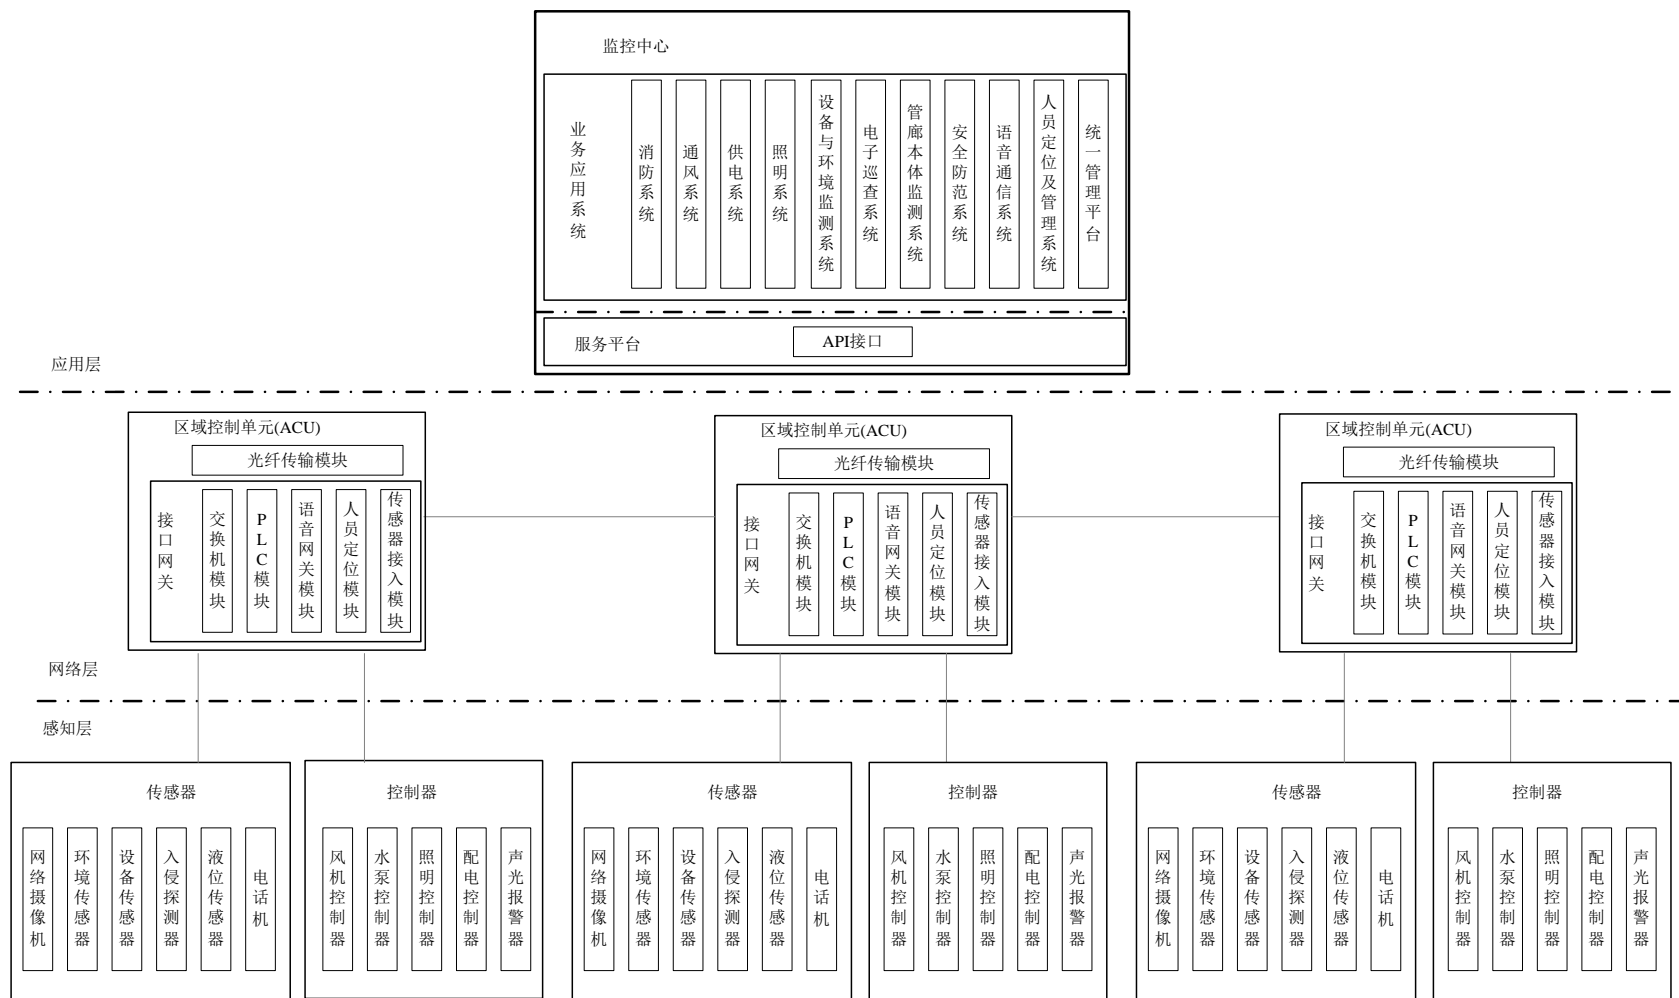 监控中心
业务应用系统
消防系统
通风系统
供电系统
照明系统
设备与环境监测系统
电子巡查系统
管廊本体监测系统
安全防范系统
语音通信系统
人员定位及管理系统
统一管理平台
服务平台
API接口
应用层
区域控制单元(ACU)
光纤传输模块
接口网关
交换机模块
PLC模块
语音网关模块
人员定位模块
传感器接入模块
区域控制单元(ACU)
光纤传输模块
接口网关
交换机模块
PLC模块
语音网关模块
人员定位模块
传感器接入模块
区域控制单元(ACU)
光纤传输模块
接口网关
交换机模块
PLC模块
语音网关模块
人员定位模块
传感器接入模块
网络层
感知层
传感器
网络摄像机
环境传感器
设备传感器
入侵探测器
液位传感器
电话机
控制器
风机控制器
水泵控制器
照明控制器
配电控制器
声光报警器
传感器
网络摄像机
环境传感器
设备传感器
入侵探测器
液位传感器
电话机
控制器
风机控制器
水泵控制器
照明控制器
配电控制器
声光报警器
传感器
网络摄像机
环境传感器
设备传感器
入侵探测器
液位传感器
电话机
控制器
风机控制器
水泵控制器
照明控制器
配电控制器
声光报警器